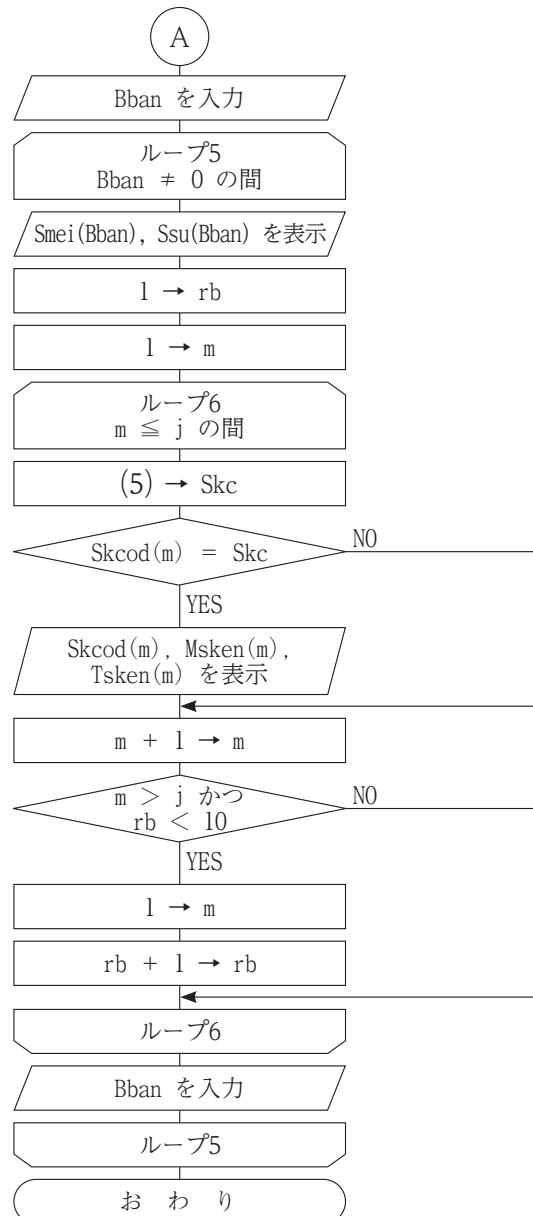 A
Bban を入力
ループ5
Bban ≠ 0 の間
Smei(Bban), Ssu(Bban) を表示
1 → rb
1 → m
ループ6
m ≦ j の間
(5) → Skc
Skcod(m) = Skc
NO
YES
Skcod(m), Msken(m),
Tsken(m) を表示
m + 1 → m
m > j かつ
rb < 10
NO
YES
1 → m
rb + 1 → rb
ループ6
Bban を入力
ループ5
おわり